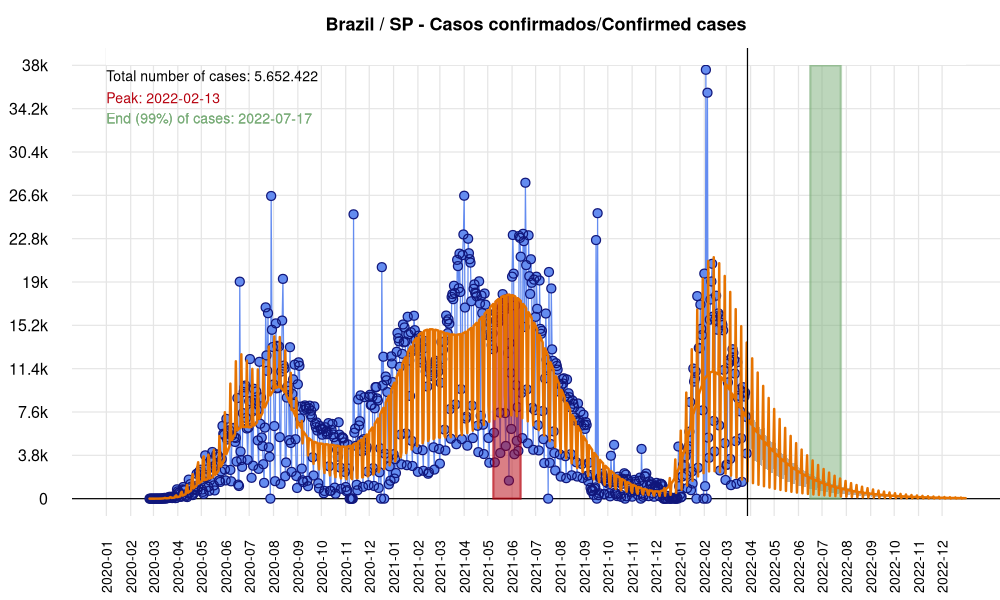 Brazil / SP - Casos confirmados/Confirmed cases
Total number of cases: 5.652.422
Peak: 2022-02-13
End (99%) of cases: 2022-07-17
38k
34.2k
30.4k
26.6k
22.8k
19k
15.2k
11.4k
7.6k
3.8k
0
2020-01
2020-02
2020-03
2020-04
2020-05
2020-06
2020-07
2020-08
2020-09
2020-10
2020-11
2020-12
2021-01
2021-02
2021-03
2021-04
2021-05
2021-06
2021-07
2021-08
2021-09
2021-10
2021-11
2021-12
2022-01
2022-02
2022-03
2022-04
2022-05
2022-06
2022-07
2022-08
2022-09
2022-10
2022-11
2022-12